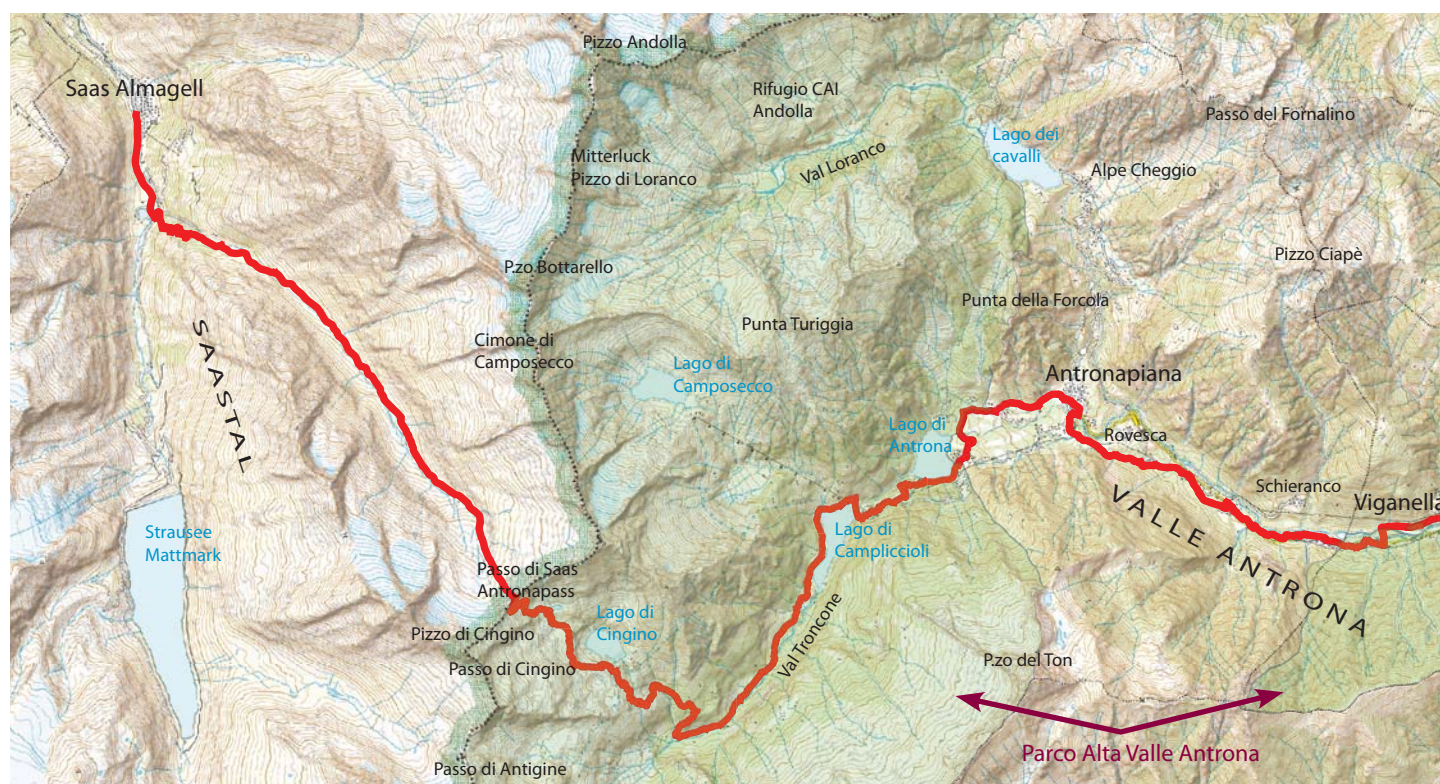 Pizzo Andolla
Saas Almagell
Rifugio CAI
Andolla
Passo del Fornalino
Lago dei
cavalli
Mitterluck
Pizzo di Loranco
Val Loranco
Alpe Cheggio
Pizzo Ciapè
P.zo Bottarello
Punta della Forcola
SAASTAL
Punta Turiggia
Cimone di
Camposecco
Lago di
Camposecco
Antronapiana
Lago di
Antrona
Rovesca
Schieranco
Viganella
VALLE ANTRONA
Strausee
Mattmark
Lago di
Campliccioli
Passo di Saas
Antronapass
Lago di
Cingino
Pizzo di Cingino
Val Troncone
Passo di Cingino
P.zo del Ton
Parco Alta Valle Antrona
Passo di Antigine